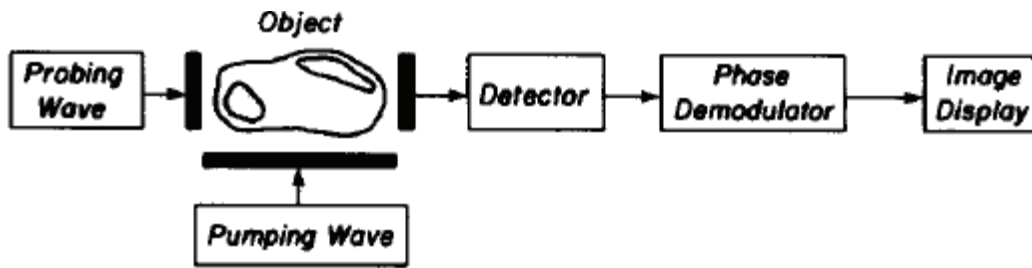 Object
Probing
Wave
Detector
Phase
Demodulator
Image
Display
Pumping Wave